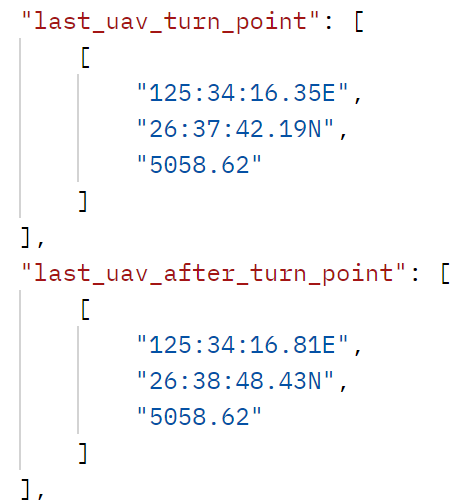 "last_uav_turn_point": [
[
"125:34:16.35E",
"26:37:42.19N",
"5058.62"
]
],
"last_uav_after_turn_point": [
[
"125:34:16.81E",
"26:38:48.43N",
"5058.62"
]
],